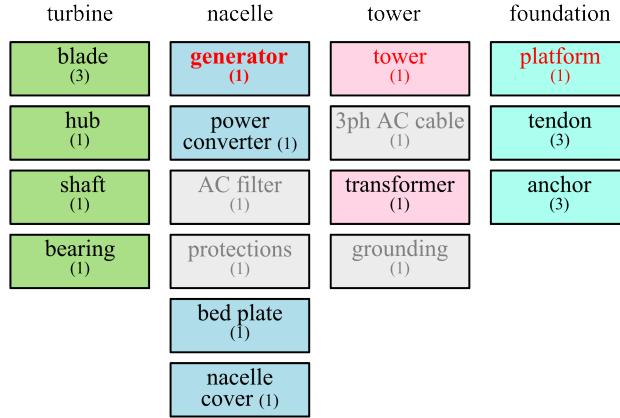 turbine
nacelle
tower
foundation
blade
(3)
generator
(1)
tower
(1)
platform
(1)
hub
(1)
power
converter (1)
3ph AC cable
(1)
tendon
(3)
shaft
(1)
AC filter
(1)
transformer
(1)
anchor
(3)
bearing
(1)
protections
(1)
grounding
(1)
bed plate
(1)
nacelle
cover (1)